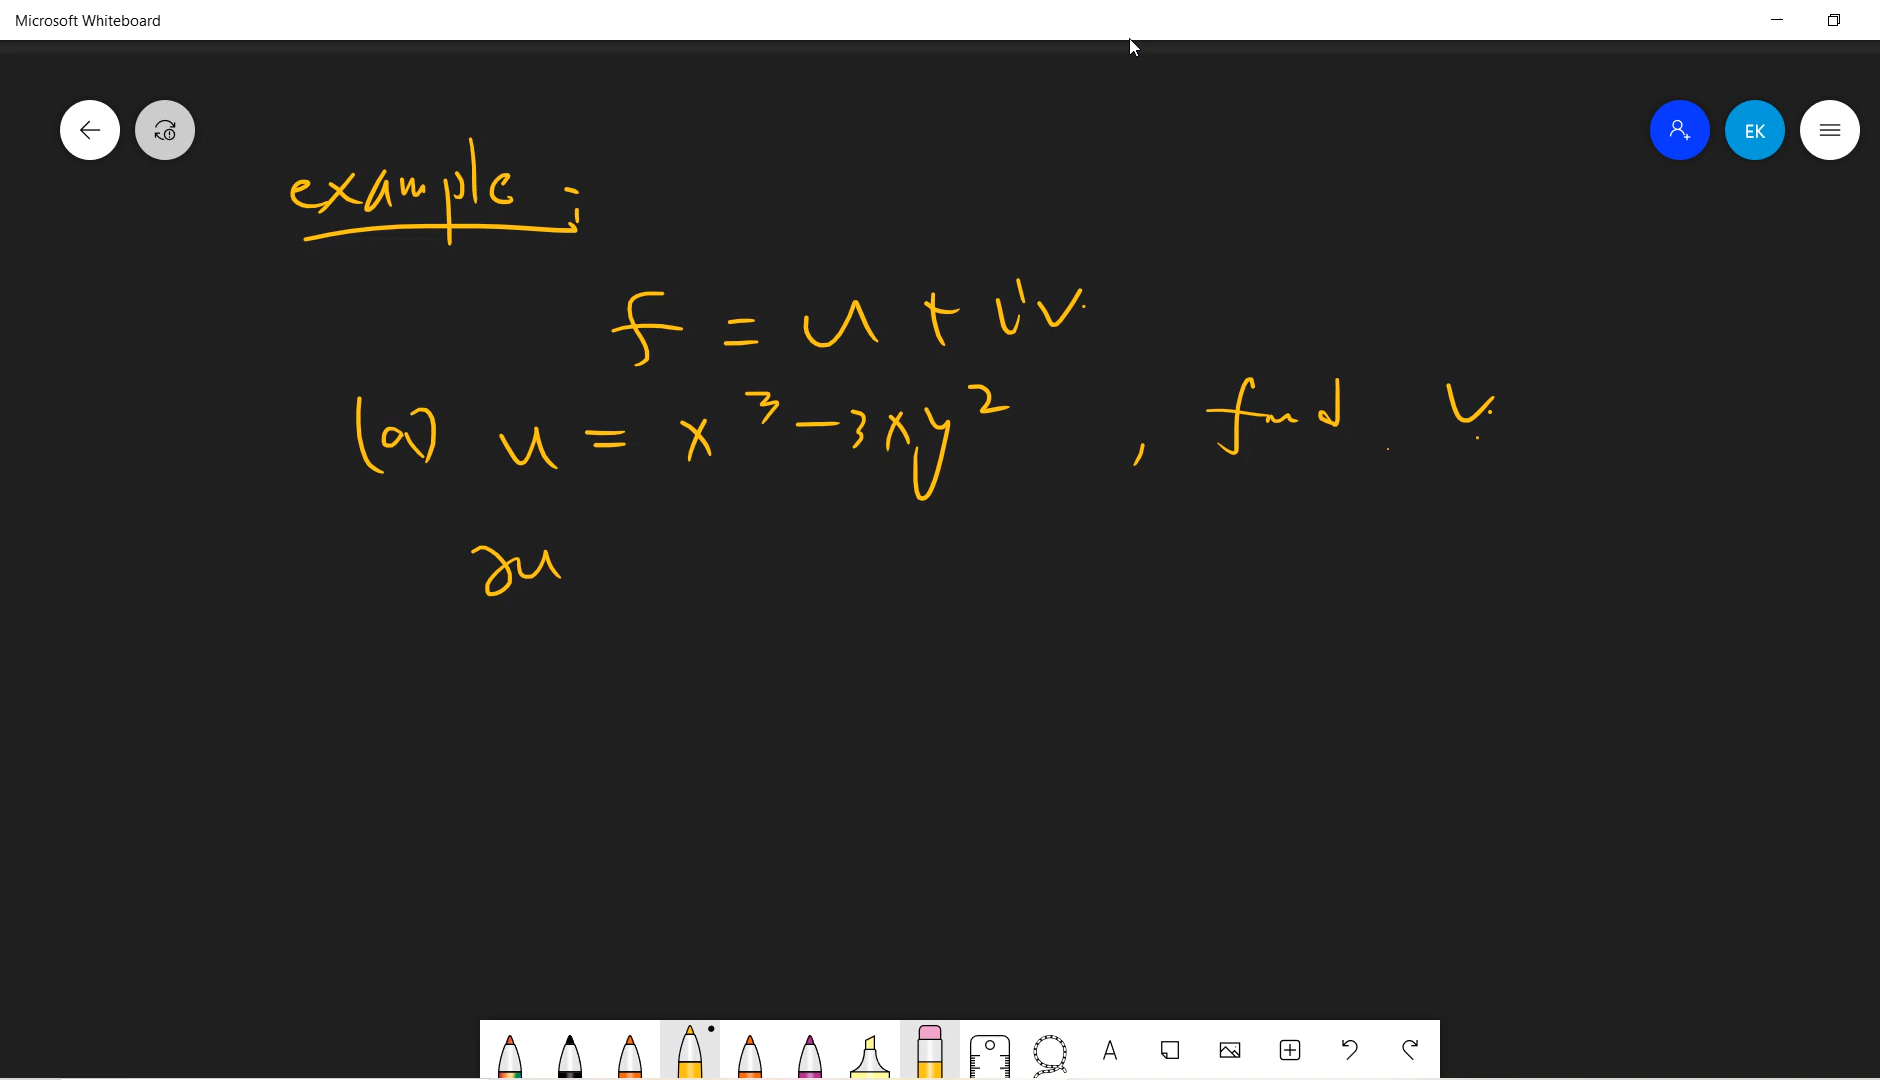 Microsoft Whiteboard
EK
example :
f = u + iv.
(a) u = x³ - 3xy² , find v.
∂u
A